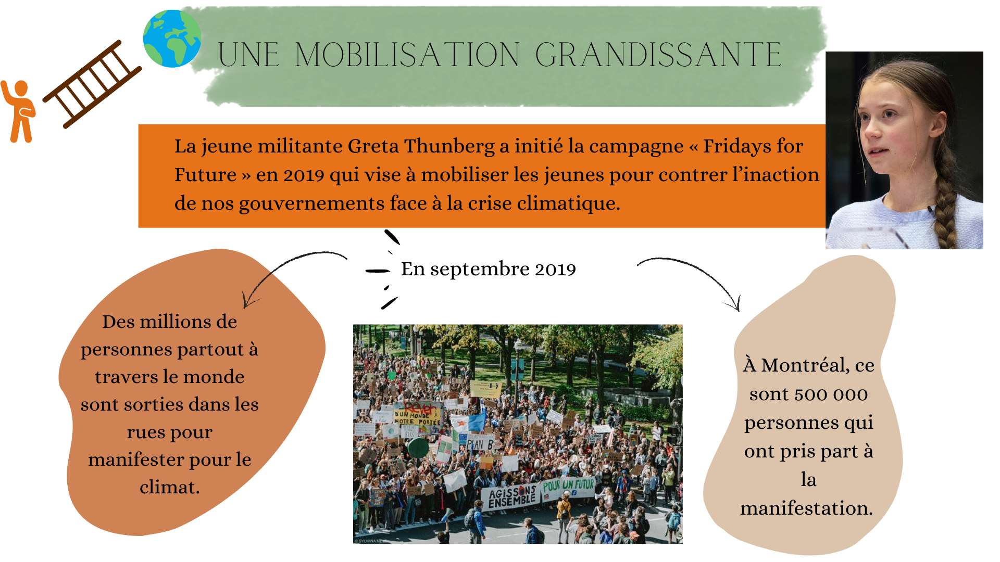 UNE MOBILISATION GRANDISSANTE
La jeune militante Greta Thunberg a initié la campagne « Fridays for
Future » en 2019 qui vise à mobiliser les jeunes pour contrer l’inaction
de nos gouvernements face à la crise climatique.
En septembre 2019
Des millions de
personnes partout à
travers le monde
sont sorties dans les
rues pour
manifester pour le
climat.
Rêver
D'UN MONDE À
NOTRE PORTÉE
PLAN B
AGISSONS
ENSEMBLE
POUR UN FUTUR
À Montréal, ce
sont 500 000
personnes qui
ont pris part à
la
manifestation.